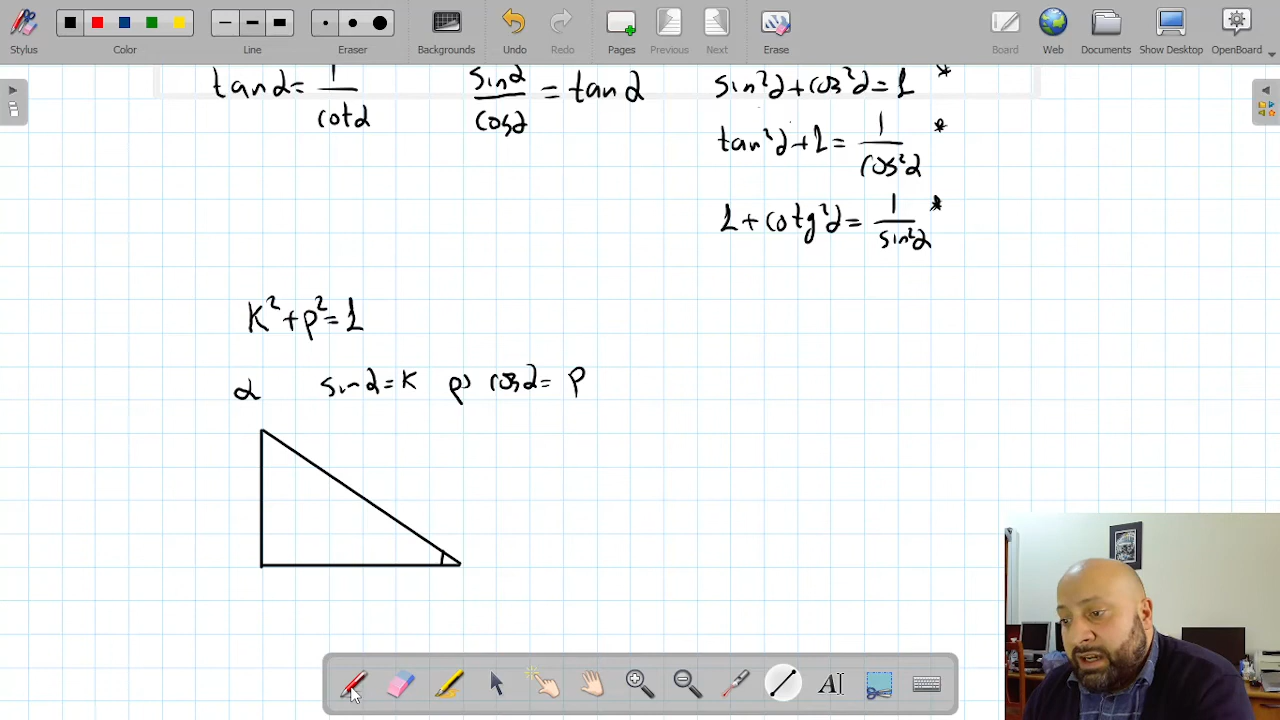 Stylus Color Line Eraser Backgrounds Undo Redo Pages Previous Next Erase Board Web Documents Show Desktop OpenBoard
tanα = 1/cotα
sinα/cosα = tanα
sin²α + cos²α = 1 *
tan²α + 1 = 1/cos²α *
1 + cotg²α = 1/sin²α *
K² + p² = 1
α sinα = K cosα = p